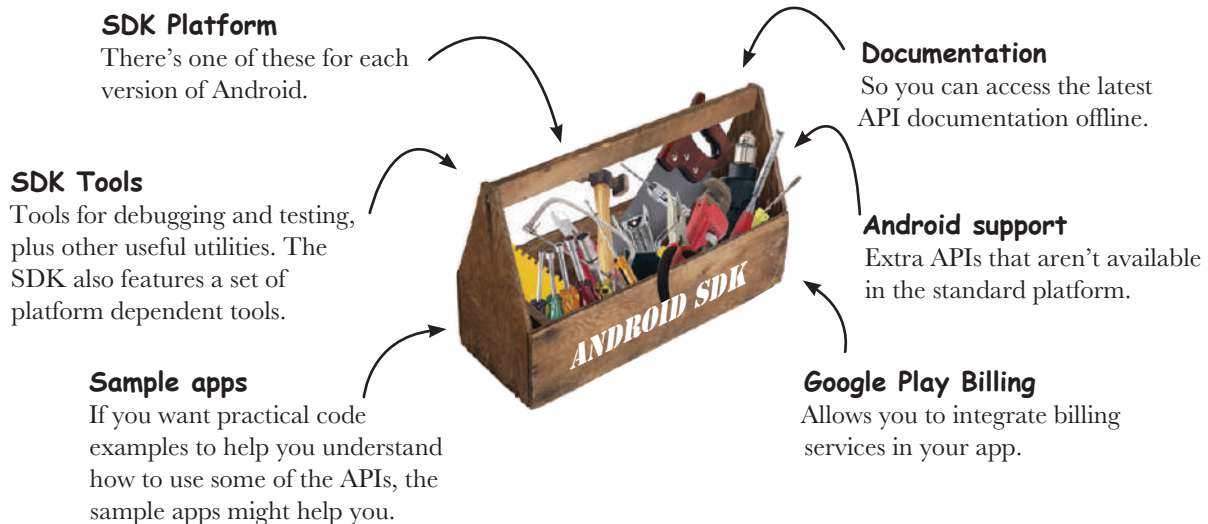 SDK Platform
There’s one of these for each
version of Android.
Documentation
So you can access the latest
API documentation offline.
SDK Tools
Tools for debugging and testing,
plus other useful utilities. The
SDK also features a set of
platform dependent tools.
Android support
Extra APIs that aren’t available
in the standard platform.
ANDROID SDK
Sample apps
If you want practical code
examples to help you understand
how to use some of the APIs, the
sample apps might help you.
Google Play Billing
Allows you to integrate billing
services in your app.